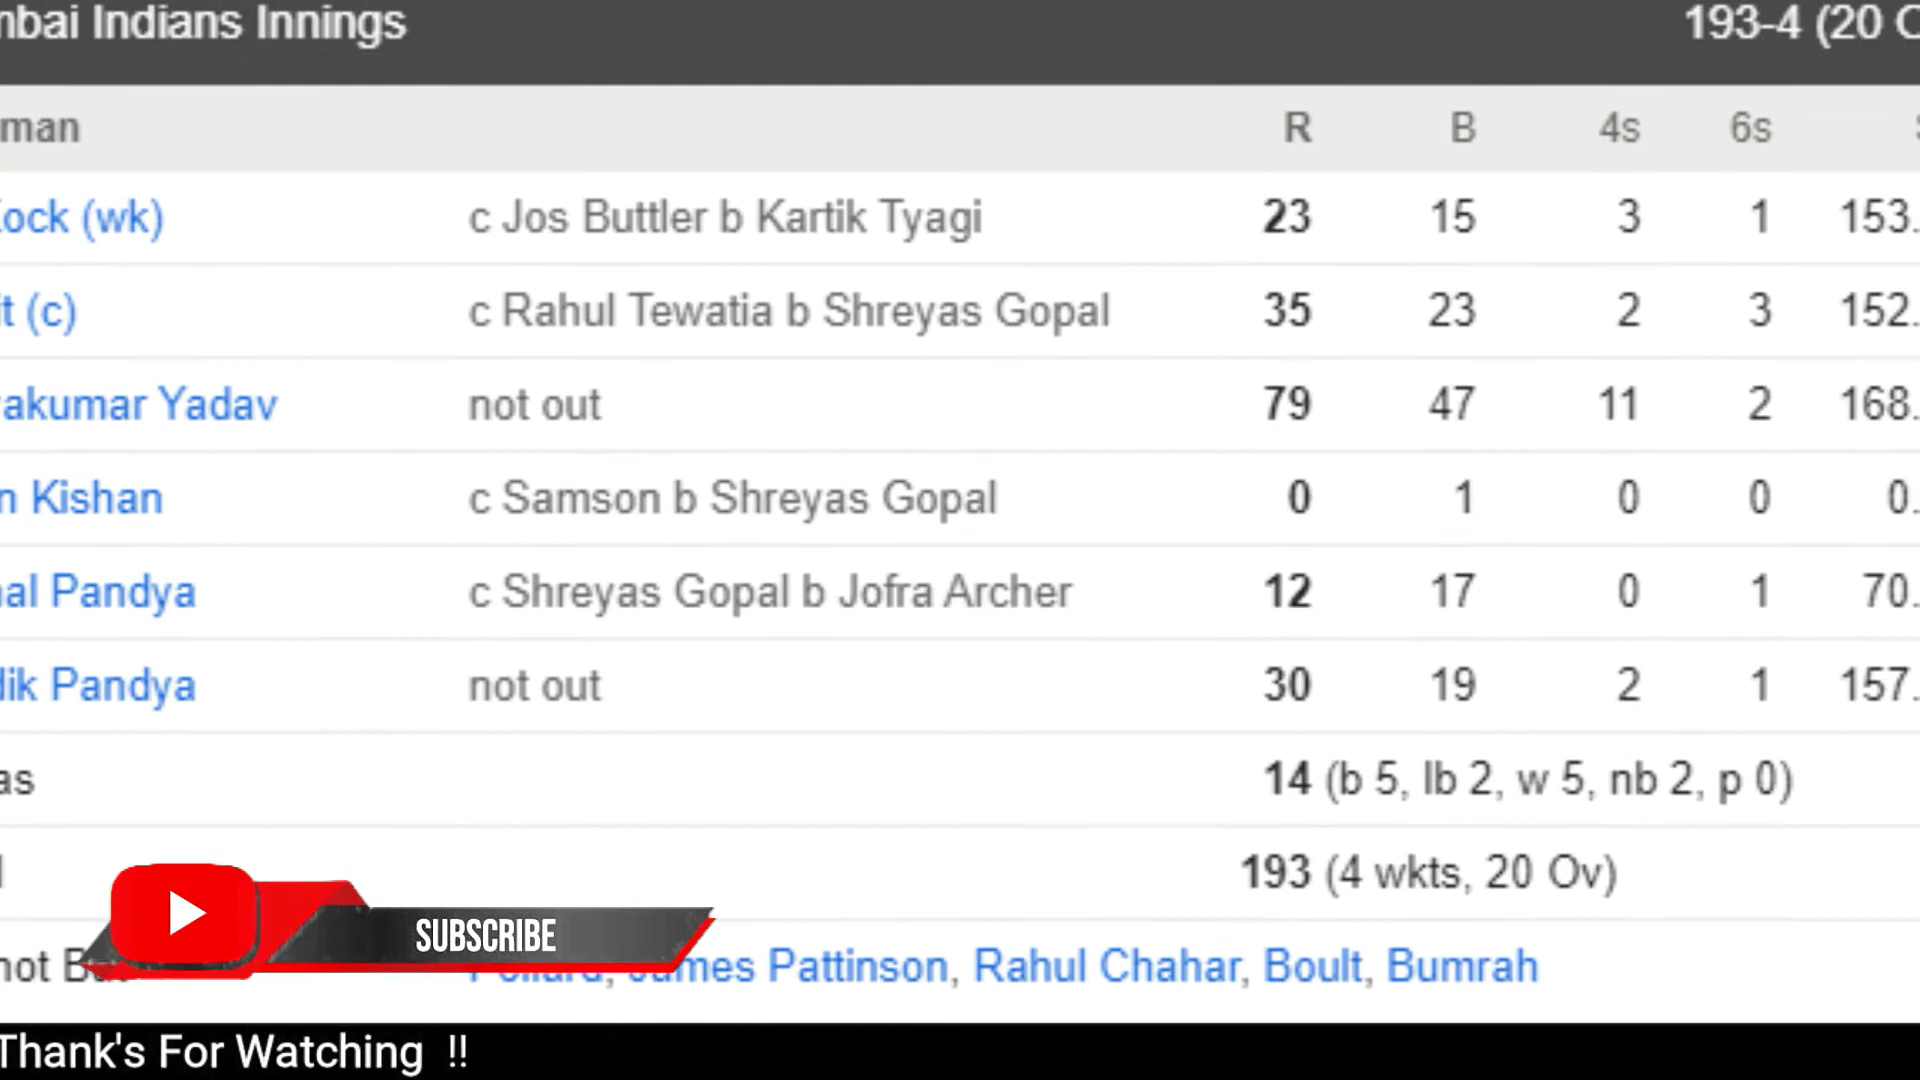 nbai Indians Innings 193-4 (20 O
man R B 4s 6s
ock (wk) c Jos Buttler b Kartik Tyagi 23 15 3 1 153.
it (c) c Rahul Tewatia b Shreyas Gopal 35 23 2 3 152.
akumar Yadav not out 79 47 11 2 168.
n Kishan c Samson b Shreyas Gopal 0 1 0 0 0.
al Pandya c Shreyas Gopal b Jofra Archer 12 17 0 1 70.
dik Pandya not out 30 19 2 1 157.
as 14 (b 5, lb 2, w 5, nb 2, p 0)
193 (4 wkts, 20 Ov)
SUBSCRIBE
not Pollard, James Pattinson, Rahul Chahar, Boult, Bumrah
Thank's For Watching !!